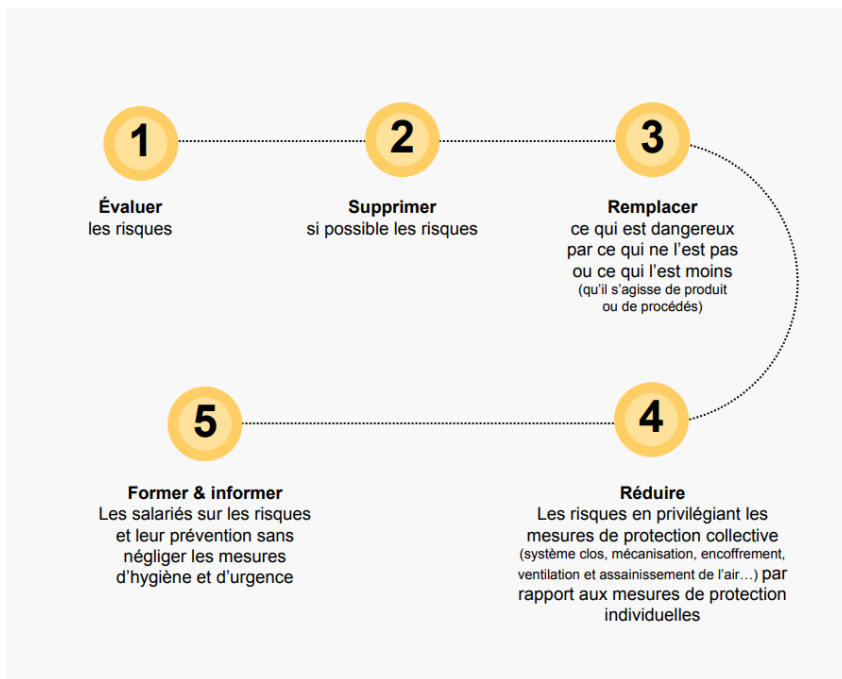 1
Évaluer
les risques
2
Supprimer
si possible les risques
3
Remplacer
ce qui est dangereux
par ce qui ne l'est pas
ou ce qui l'est moins
(qu'il s'agisse de produit
ou de procédés)
4
Réduire
Les risques en privilégiant les
mesures de protection collective
(système clos, mécanisation, encoffrement,
ventilation et assainissement de l'air…) par
rapport aux mesures de protection
individuelles
5
Former & informer
Les salariés sur les risques
et leur prévention sans
négliger les mesures
d'hygiène et d'urgence